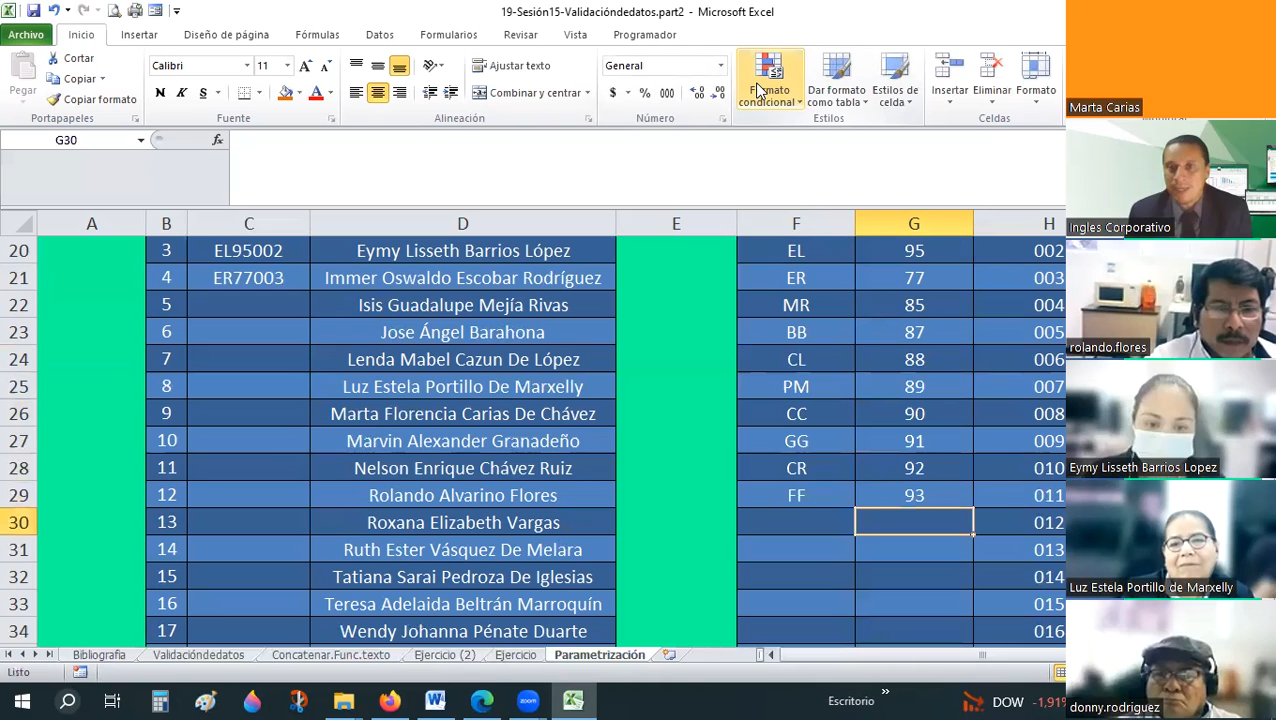 19-Sesión15-Validacióndedatos.part2 - Microsoft Excel
Archivo Inicio Insertar Diseño de página Fórmulas Datos Formularios Revisar Vista Programador
Pegar
Cortar
Copiar
Copiar formato
Portapapeles
Calibri 11
N K S
Fuente
Ajustar texto
Combinar y centrar
Alineación
General
$ % 000
Número
Formato condicional
Dar formato como tabla
Estilos de celda
Estilos
Insertar Eliminar Formato
Celdas
G30 fx
A B C D E F G H
20 3 EL95002 Eymy Lisseth Barrios López EL 95 002
21 4 ER77003 Immer Oswaldo Escobar Rodríguez ER 77 003
22 5 Isis Guadalupe Mejía Rivas MR 85 004
23 6 Jose Ángel Barahona BB 87 005
24 7 Lenda Mabel Cazun De López CL 88 006
25 8 Luz Estela Portillo De Marxelly PM 89 007
26 9 Marta Florencia Carias De Chávez CC 90 008
27 10 Marvin Alexander Granadeño GG 91 009
28 11 Nelson Enrique Chávez Ruiz CR 92 010
29 12 Rolando Alvarino Flores FF 93 011
30 13 Roxana Elizabeth Vargas 012
31 14 Ruth Ester Vásquez De Melara 013
32 15 Tatiana Sarai Pedroza De Iglesias 014
33 16 Teresa Adelaida Beltrán Marroquín 015
34 17 Wendy Johanna Pénate Duarte 016
Bibliografia Validacióndedatos Concatenar.Func.texto Ejercicio (2) Ejercicio Parametrización
Listo
Escritorio » DOW -1,91%
Marta Carias
Ingles Corporativo
rolando.flores
Eymy Lisseth Barrios Lopez
Luz Estela Portillo de Marxelly
donny.rodriguez